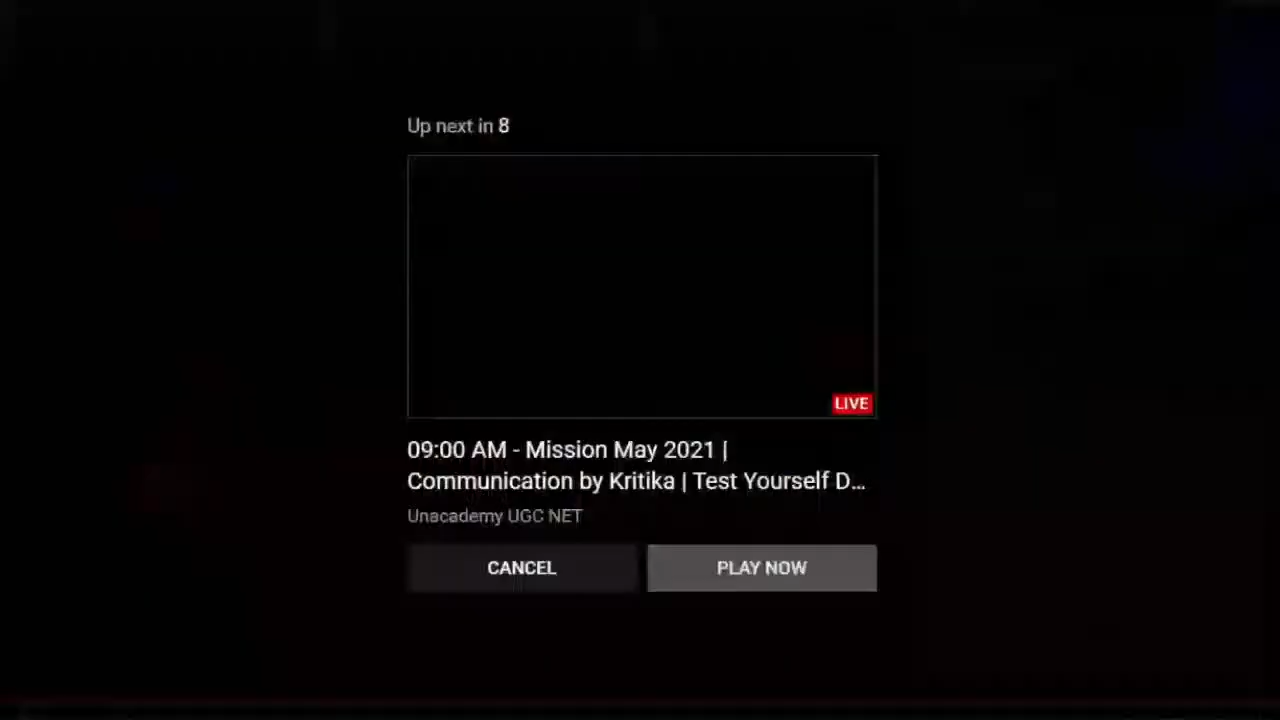 Up next in 8
LIVE
09:00 AM - Mission May 2021 |
Communication by Kritika | Test Yourself D...
Unacademy UGC NET
CANCEL
PLAY NOW